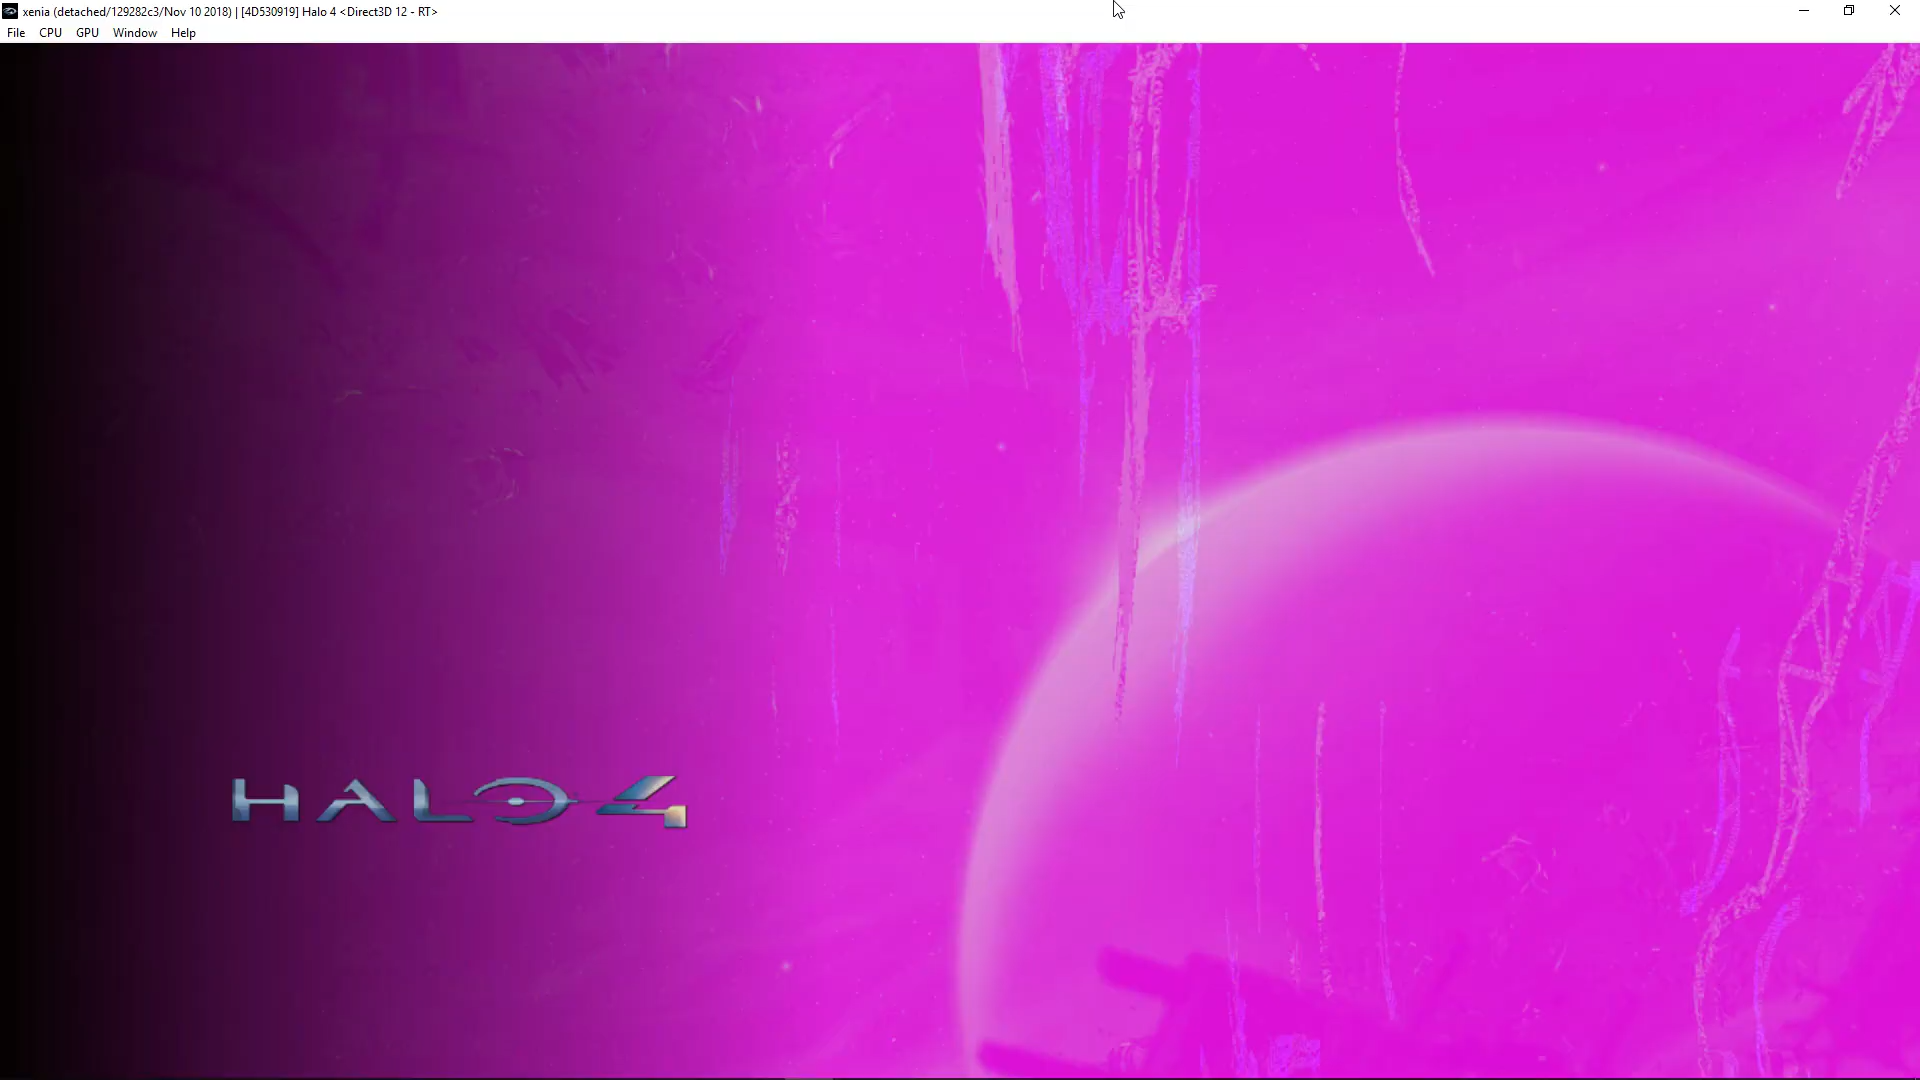 xenia (detached/129282c3/Nov 10 2018) | [4D530919] Halo 4 <Direct3D 12 - RT>
File CPU GPU Window Help
HALO 4